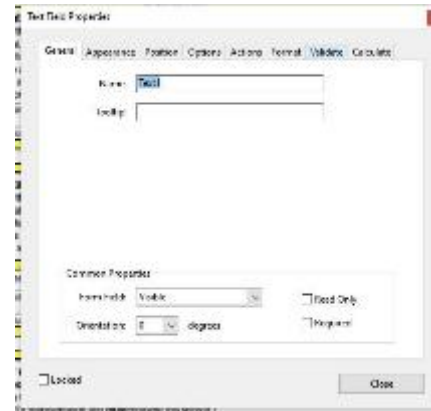 Text Field Properties
General Appearance Position Options Actions Format Validate Calculate
Name: Text1
Tooltip:
Common Properties
Form Field: Visible
Read Only
Orientation: 0 degrees
Required
Locked
Close